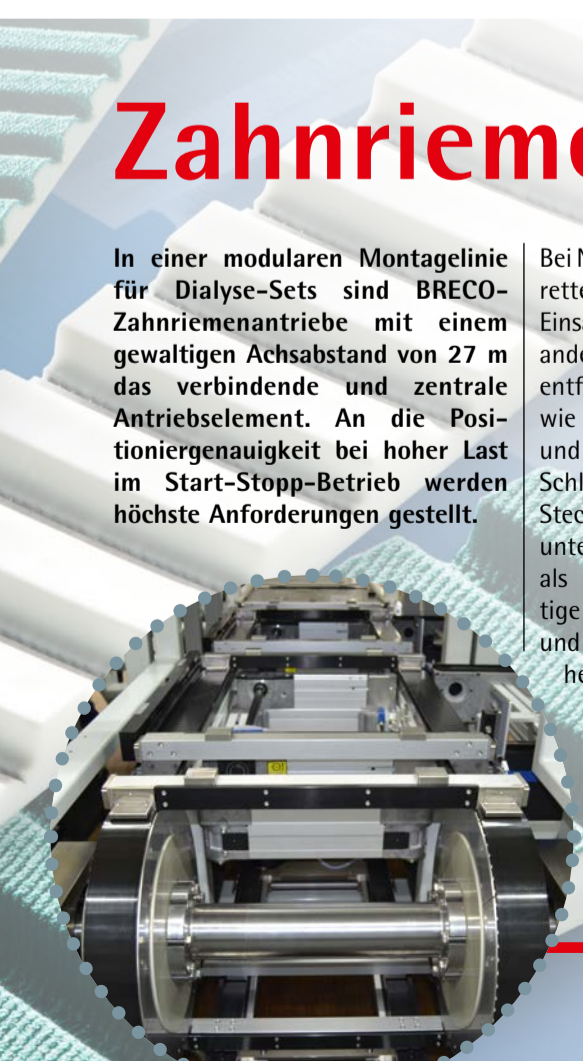 Zahnrieme
In einer modularen Montagelinie
für Dialyse-Sets sind BRECO-
Zahnriemenantriebe mit einem
gewaltigen Achsabstand von 27 m
das verbindende und zentrale
Antriebselement. An die Posi-
tioniergenauigkeit bei hoher Last
im Start-Stopp-Betrieb werden
höchste Anforderungen gestellt.
Bei N
rette
Einsa
ande
entfe
wie
und
Schl
Stec
unte
als
tige
und
he